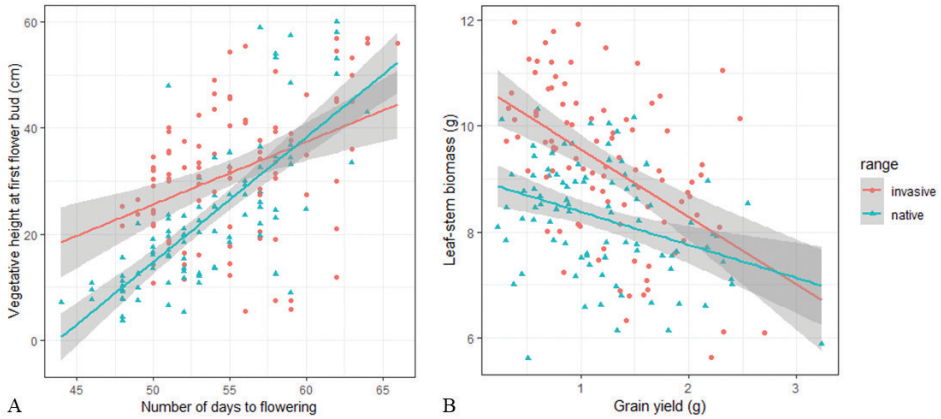 Vegetative height at first flower bud (cm)
60
40
20
0
45
50
55
60
65
A
Number of days to flowering
Leaf-stem biomass (g)
12
10
8
6
1
2
3
B
Grain yield (g)
range
invasive
native